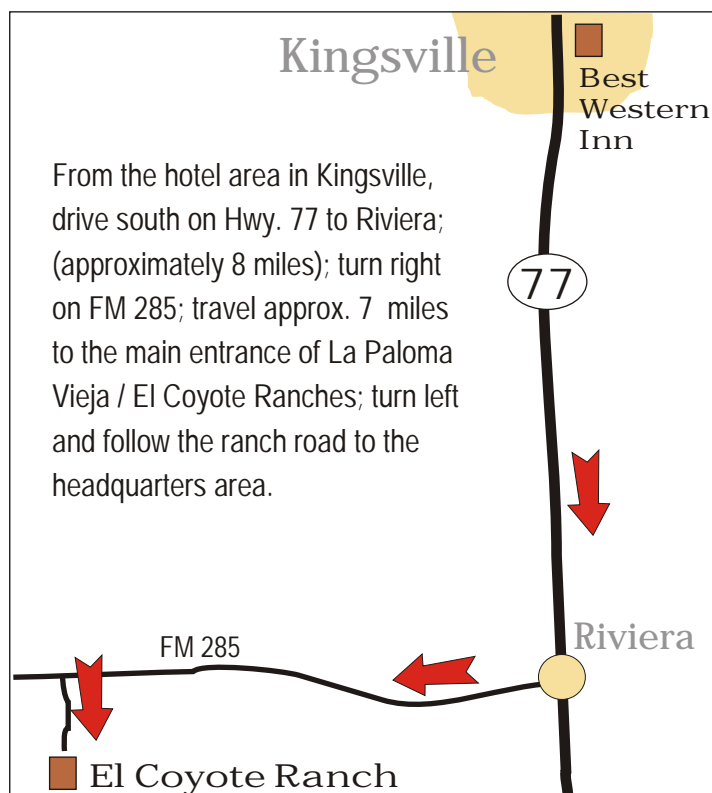 Kingsville
Best
Western
Inn
From the hotel area in Kingsville,
drive south on Hwy. 77 to Riviera;
(approximately 8 miles); turn right
on FM 285; travel approx. 7 miles
to the main entrance of La Paloma
Vieja / El Coyote Ranches; turn left
and follow the ranch road to the
headquarters area.
77
Riviera
FM 285
El Coyote Ranch